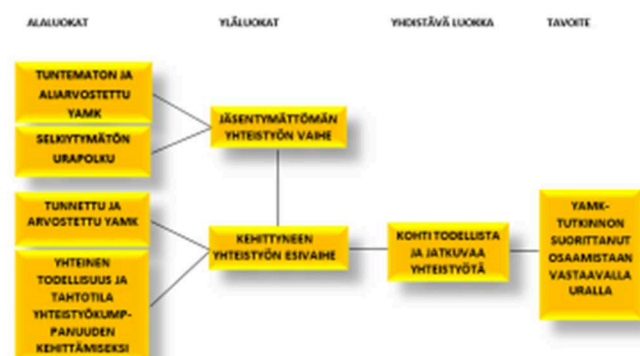 ALALUOKAT
YLÄLUOKAT
YHDISTÄVÄ LUOKKA
TAVOITE
TUNTEMATON JA
ALIARVOSTETTU
YAMK
SELKIYTYMÄTÖN
URAPOLKU
TUNNETTU JA
ARVOSTETTU YAMK
YHTEINEN
TODELLISUUS JA
TAHTOTILA
YHTEISTYÖKUMP-
PANUUDEN
KEHITTÄMISEKSI
JÄSENTYMÄTTÖMÄN
YHTEISTYÖN VAIHE
KEHITTYNEEN
YHTEISTYÖN ESIVAIHE
KOHTI TODELLISTA
JA JATKUVAA
YHTEISTYÖTÄ
YAMK-
TUTKINNON
SUORITTANUT
OSAAMISTAAN
VASTAAVALLA
URALLA